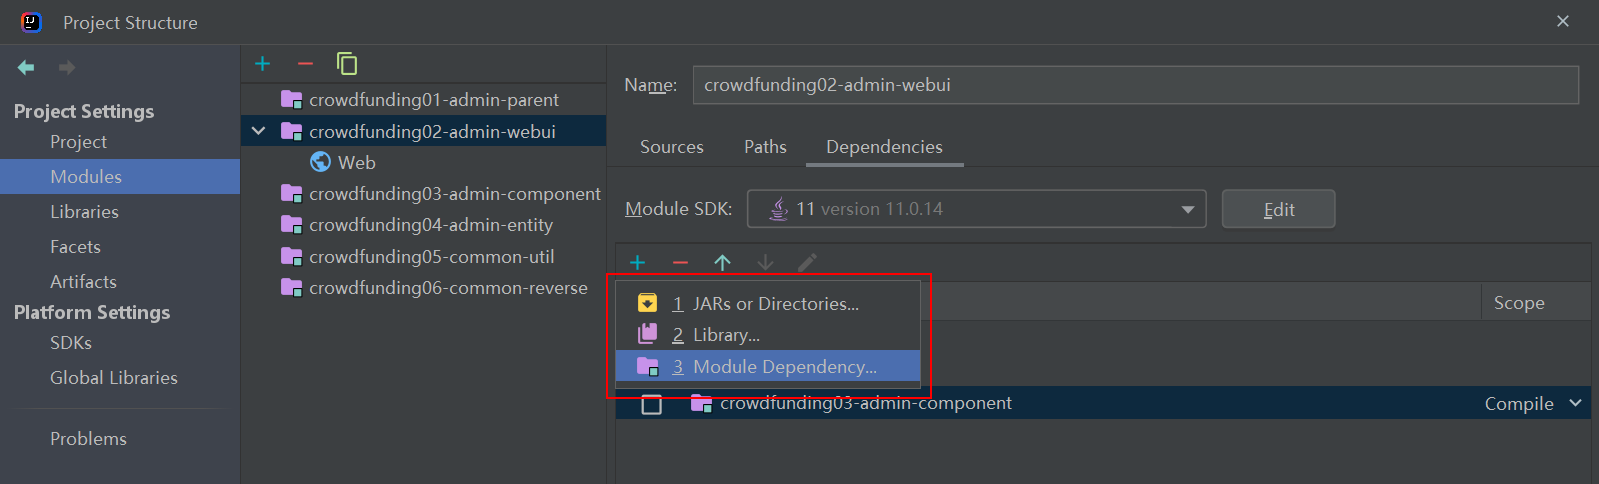 Project Structure
Project Settings
Project
Modules
Libraries
Facets
Artifacts
Platform Settings
SDKs
Global Libraries
Problems
crowdfunding01-admin-parent
crowdfunding02-admin-webui
Web
crowdfunding03-admin-component
crowdfunding04-admin-entity
crowdfunding05-common-util
crowdfunding06-common-reverse
Name: crowdfunding02-admin-webui
Sources Paths Dependencies
Module SDK: 11 version 11.0.14 Edit
Scope
1 JARs or Directories...
2 Library...
3 Module Dependency...
crowdfunding03-admin-component Compile